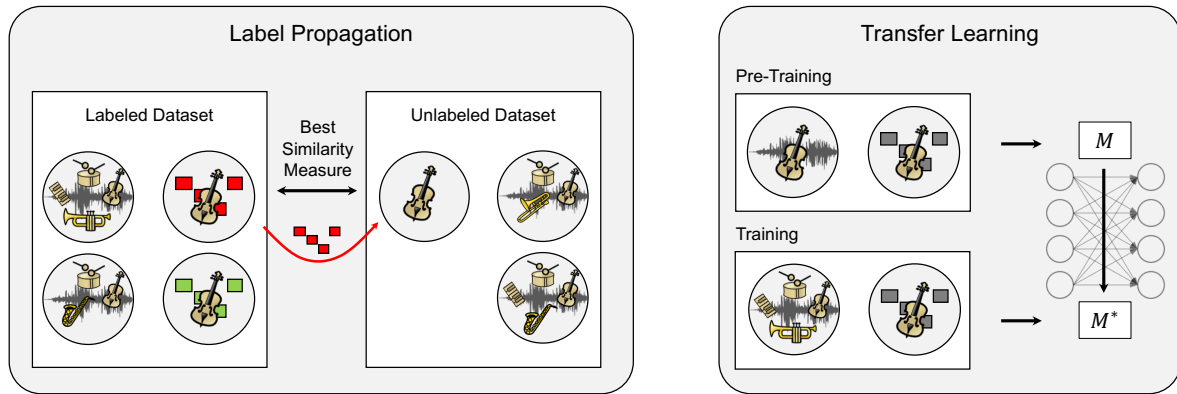 Label Propagation
Labeled Dataset
Best
Similarity
Measure
Unlabeled Dataset
Transfer Learning
Pre-Training
M
Training
M*